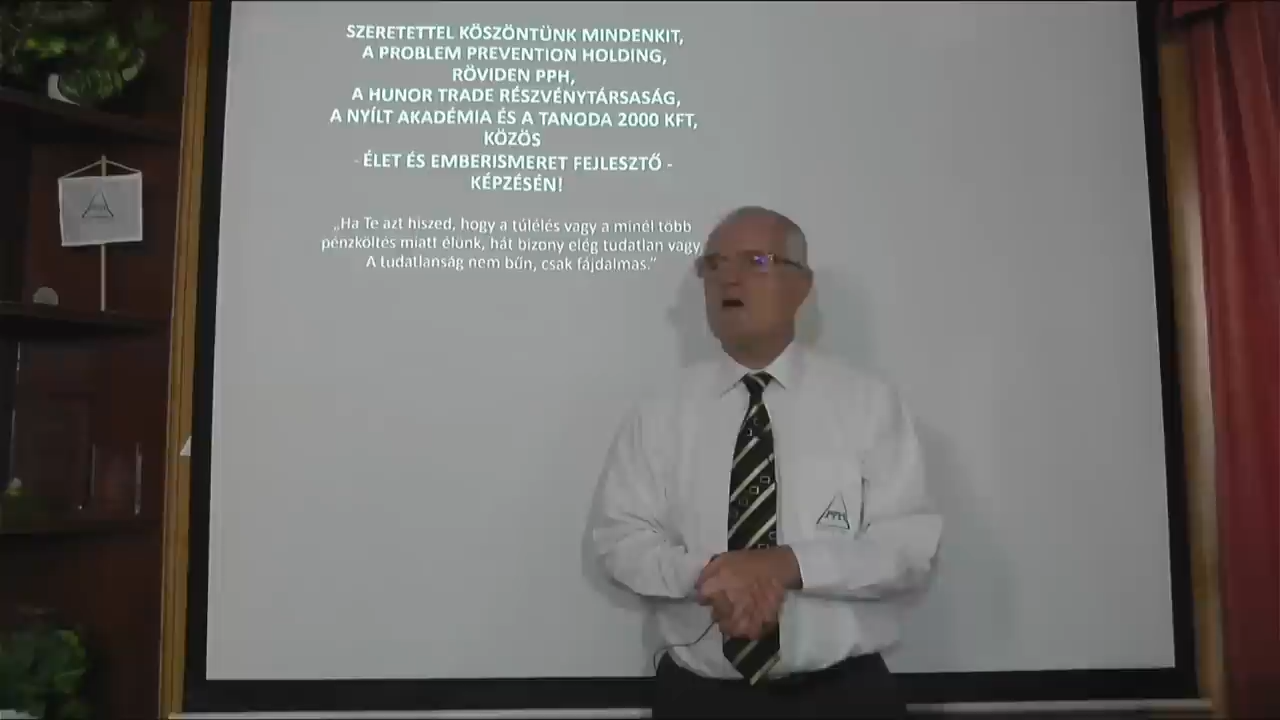 SZERETETTEL KÖSZÖNTÜNK MINDENKIT,
A PROBLEM PREVENTION HOLDING,
RÖVIDEN PPH,
A HUNOR TRADE RÉSZVÉNYTÁRSASÁG,
A NYÍLT AKADÉMIA ÉS A TANODA 2000 KFT,
KÖZÖS
- ÉLET ÉS EMBERISMERET FEJLESZTŐ -
KÉPZÉSÉN!
„Ha Te azt hiszed, hogy a túlélés vagy a minél több
pénzköltés miatt élünk, hát bizony elég tudatlan vagy.
A tudatlanság nem bűn, csak fájdalmas.”
PPH